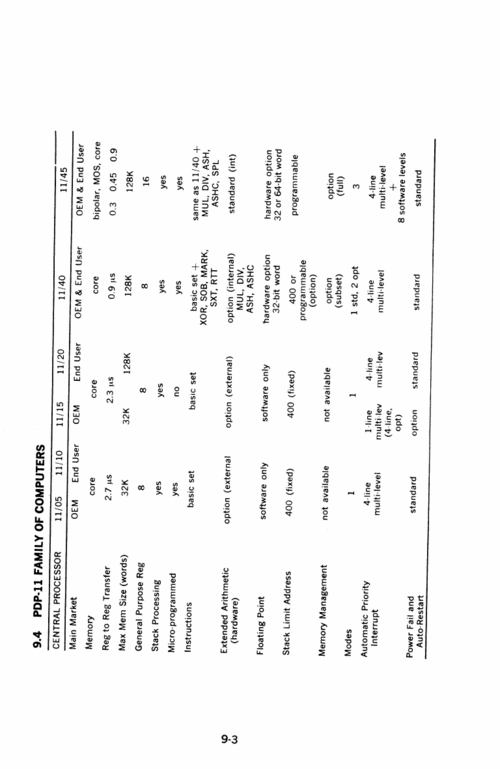 9.4 PDP-11 FAMILY OF COMPUTERS
CENTRAL PROCESSOR 11/05 11/10 11/15 11/20 11/40 11/45
Main Market OEM End User OEM End User OEM & End User OEM & End User
Memory core core core bipolar, MOS, core
Reg to Reg Transfer 2.7 µs 2.3 µs 0.9 µs 0.3 0.45 0.9
Max Mem Size (words) 32K 32K 128K 128K 128K
General Purpose Reg 8 8 8 16
Stack Processing yes yes yes yes
Micro-programmed yes no yes yes
Instructions basic set basic set basic set + same as 11/40 +
XOR, SOB, MARK, MUL, DIV, ASH,
SXT, RTT ASHC, SPL
Extended Arithmetic option (external option (external) option (internal) standard (int)
(hardware) MUL, DIV,
ASH, ASHC
Floating Point software only software only hardware option hardware option
32-bit word 32 or 64-bit word
Stack Limit Address 400 (fixed) 400 (fixed) 400 or programmable
programmable
(option)
Memory Management not available not available option option
(subset) (full)
Modes 1 1 1 std, 2 opt 3
Automatic Priority 4-line 1-line 4-line 4-line 4-line
Interrupt multi-level multi-lev multi-lev multi-level multi-level
(4-line, +
opt) 8 software levels
Power Fail and standard option standard standard standard
Auto-Restart
9-3